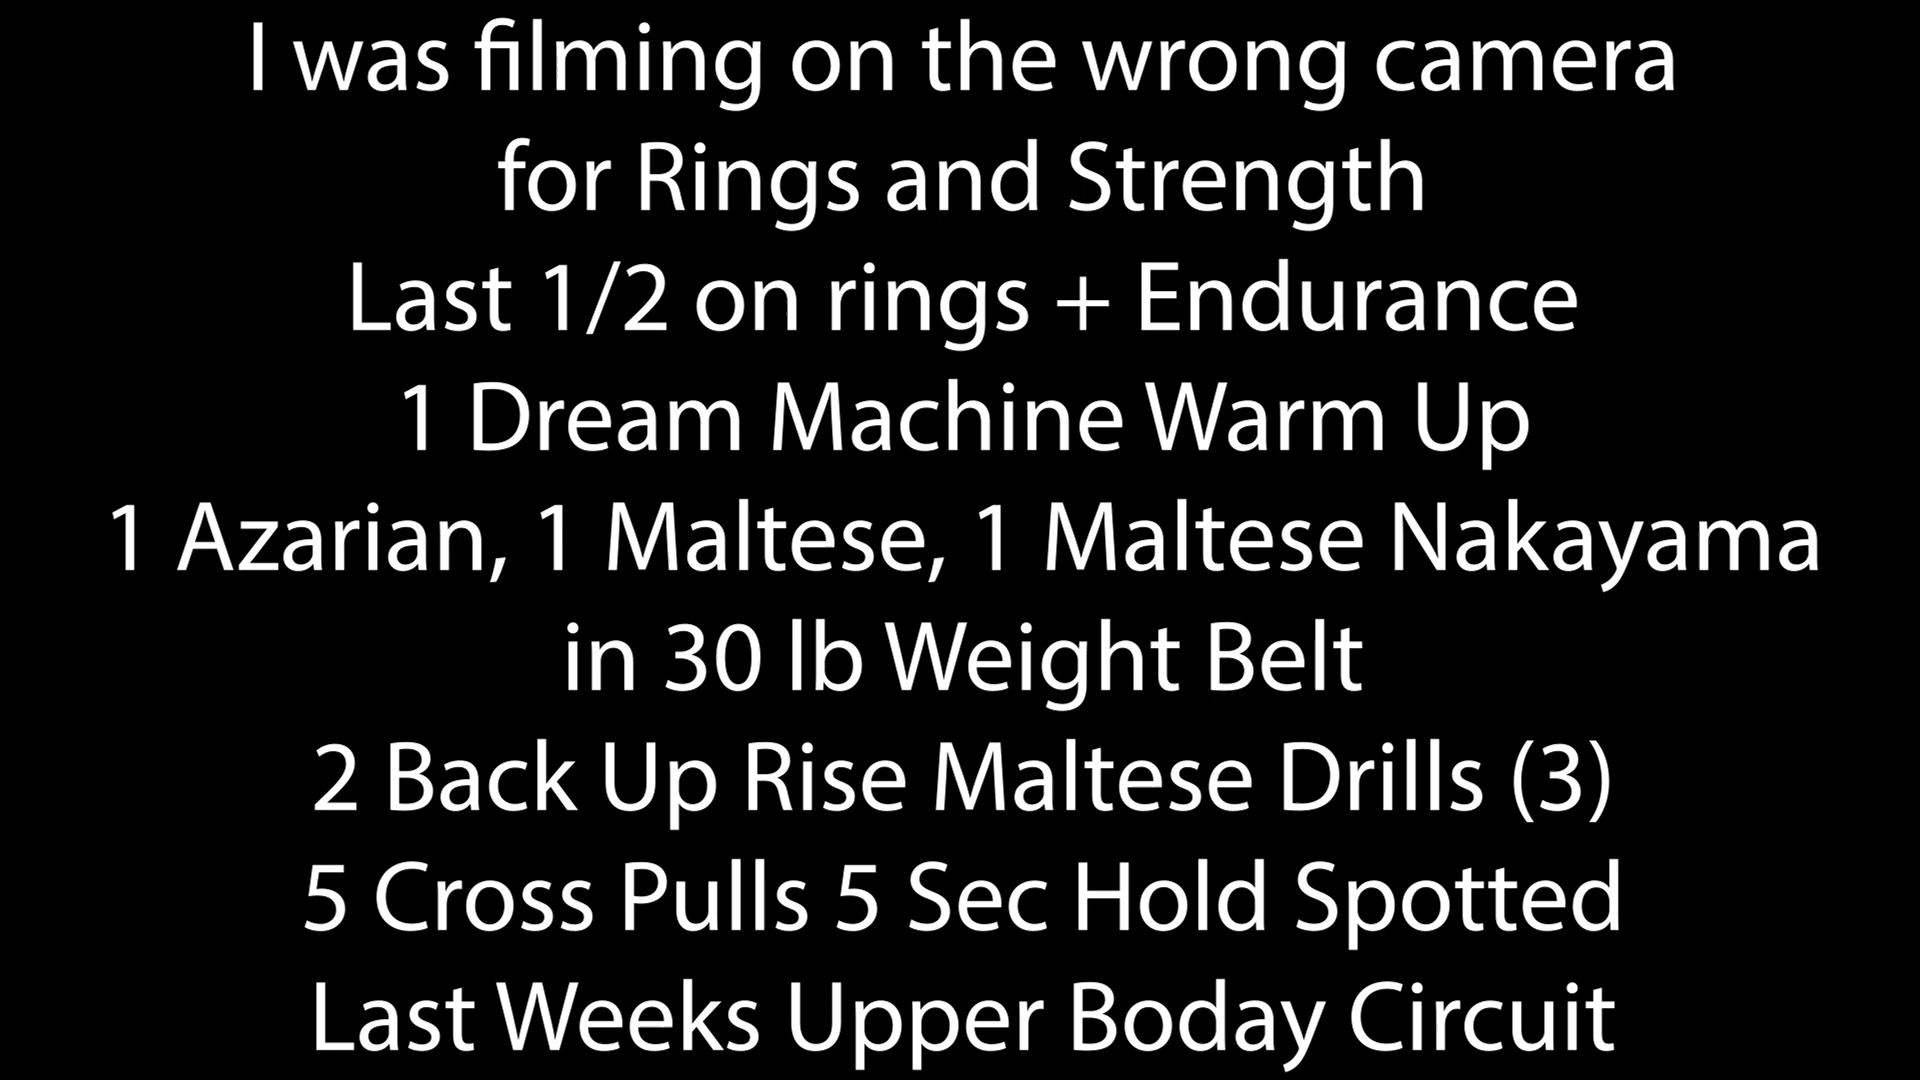 I was filming on the wrong camera
for Rings and Strength
Last 1/2 on rings + Endurance
1 Dream Machine Warm Up
1 Azarian, 1 Maltese, 1 Maltese Nakayama
in 30 lb Weight Belt
2 Back Up Rise Maltese Drills (3)
5 Cross Pulls 5 Sec Hold Spotted
Last Weeks Upper Boday Circuit